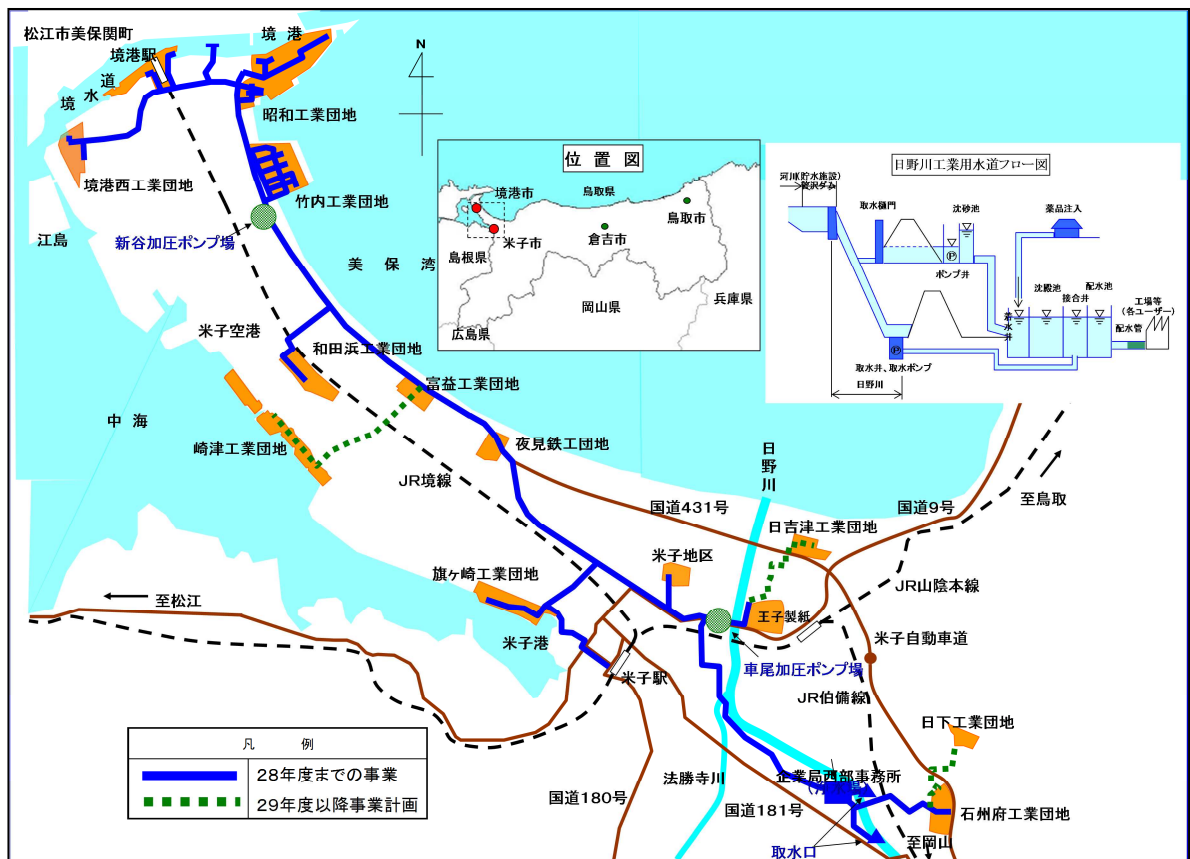 松江市美保関町
境港駅
境港
境水道
昭和工業団地
境港西工業団地
竹内工業団地
江島
新谷加圧ポンプ場
美保湾
N
位置図
境港市
鳥取県
鳥取市
米子市
倉吉市
島根県
岡山県
兵庫県
広島県
日野川工業用水道フロー図
河川(貯水施設)
賀沢ダム
取水樋門
沈砂池
薬品注入
P
ポンプ井
沈殿池
接合井
配水池
着水井
工場等
(各ユーザー)
配水管
P
取水井、取水ポンプ
日野川
米子空港
和田浜工業団地
富益工業団地
中海
崎津工業団地
夜見鉄工団地
JR境線
日野川
国道431号
国道9号
至鳥取
日吉津工業団地
米子地区
旗ヶ崎工業団地
JR山陰本線
至松江
王子製紙
米子港
米子自動車道
車尾加圧ポンプ場
米子駅
JR伯備線
日下工業団地
凡例
28年度までの事業
29年度以降事業計画
企業局西部事務所
法勝寺川
国道180号
国道181号
石州府工業団地
至岡山
取水口